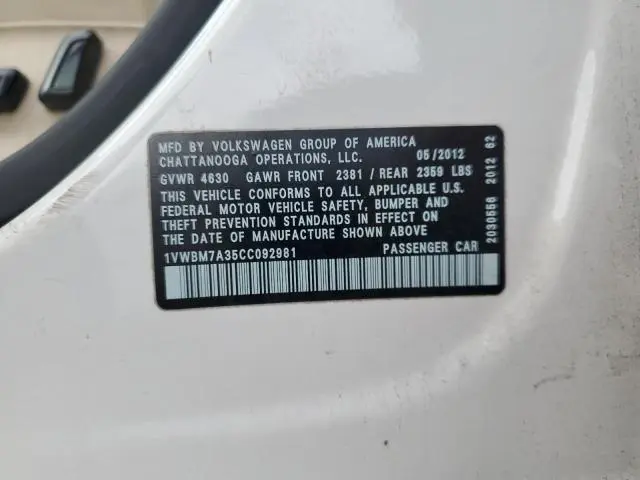 MFD BY VOLKSWAGEN GROUP OF AMERICA
CHATTANOOGA OPERATIONS, LLC. 05/2012
GVWR 4630 GAWR FRONT 2381 / REAR 2359 LBS
THIS VEHICLE CONFORMS TO ALL APPLICABLE U.S.
FEDERAL MOTOR VEHICLE SAFETY, BUMPER AND
THEFT PREVENTION STANDARDS IN EFFECT ON
THE DATE OF MANUFACTURE SHOWN ABOVE
1VWBM7A35CC092981 PASSENGER CAR
2030556 2012 62